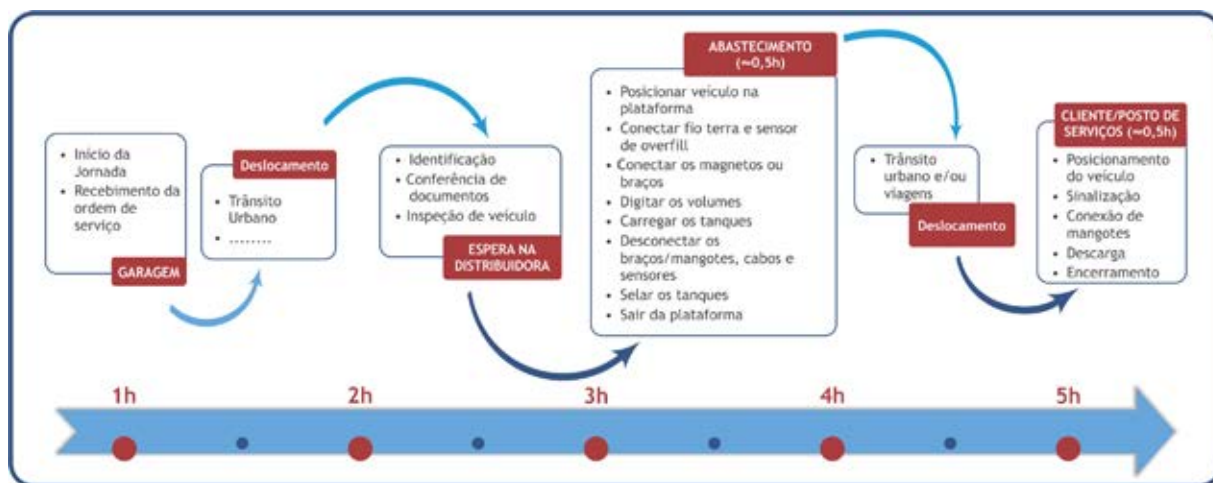 • Início da
Jornada
• Recebimento da
ordem de
serviço
GARAGEM
Deslocamento
• Trânsito
Urbano
• ........
• Identificação
• Conferência de
documentos
• Inspeção de veículo
ESPERA NA
DISTRIBUIDORA
ABASTECIMENTO
(≈0,5h)
• Posicionar veículo na
plataforma
• Conectar fio terra e sensor
de overfill
• Conectar os magnetos ou
braços
• Digitar os volumes
• Carregar os tanques
• Desconectar os
braços/mangotes, cabos e
sensores
• Selar os tanques
• Sair da plataforma
• Trânsito
urbano e/ou
viagens
Deslocamento
CLIENTE/POSTO DE
SERVIÇOS (≈0,5h)
• Posicionamento
do veículo
• Sinalização
• Conexão de
mangotes
• Descarga
• Encerramento
1h
2h
3h
4h
5h